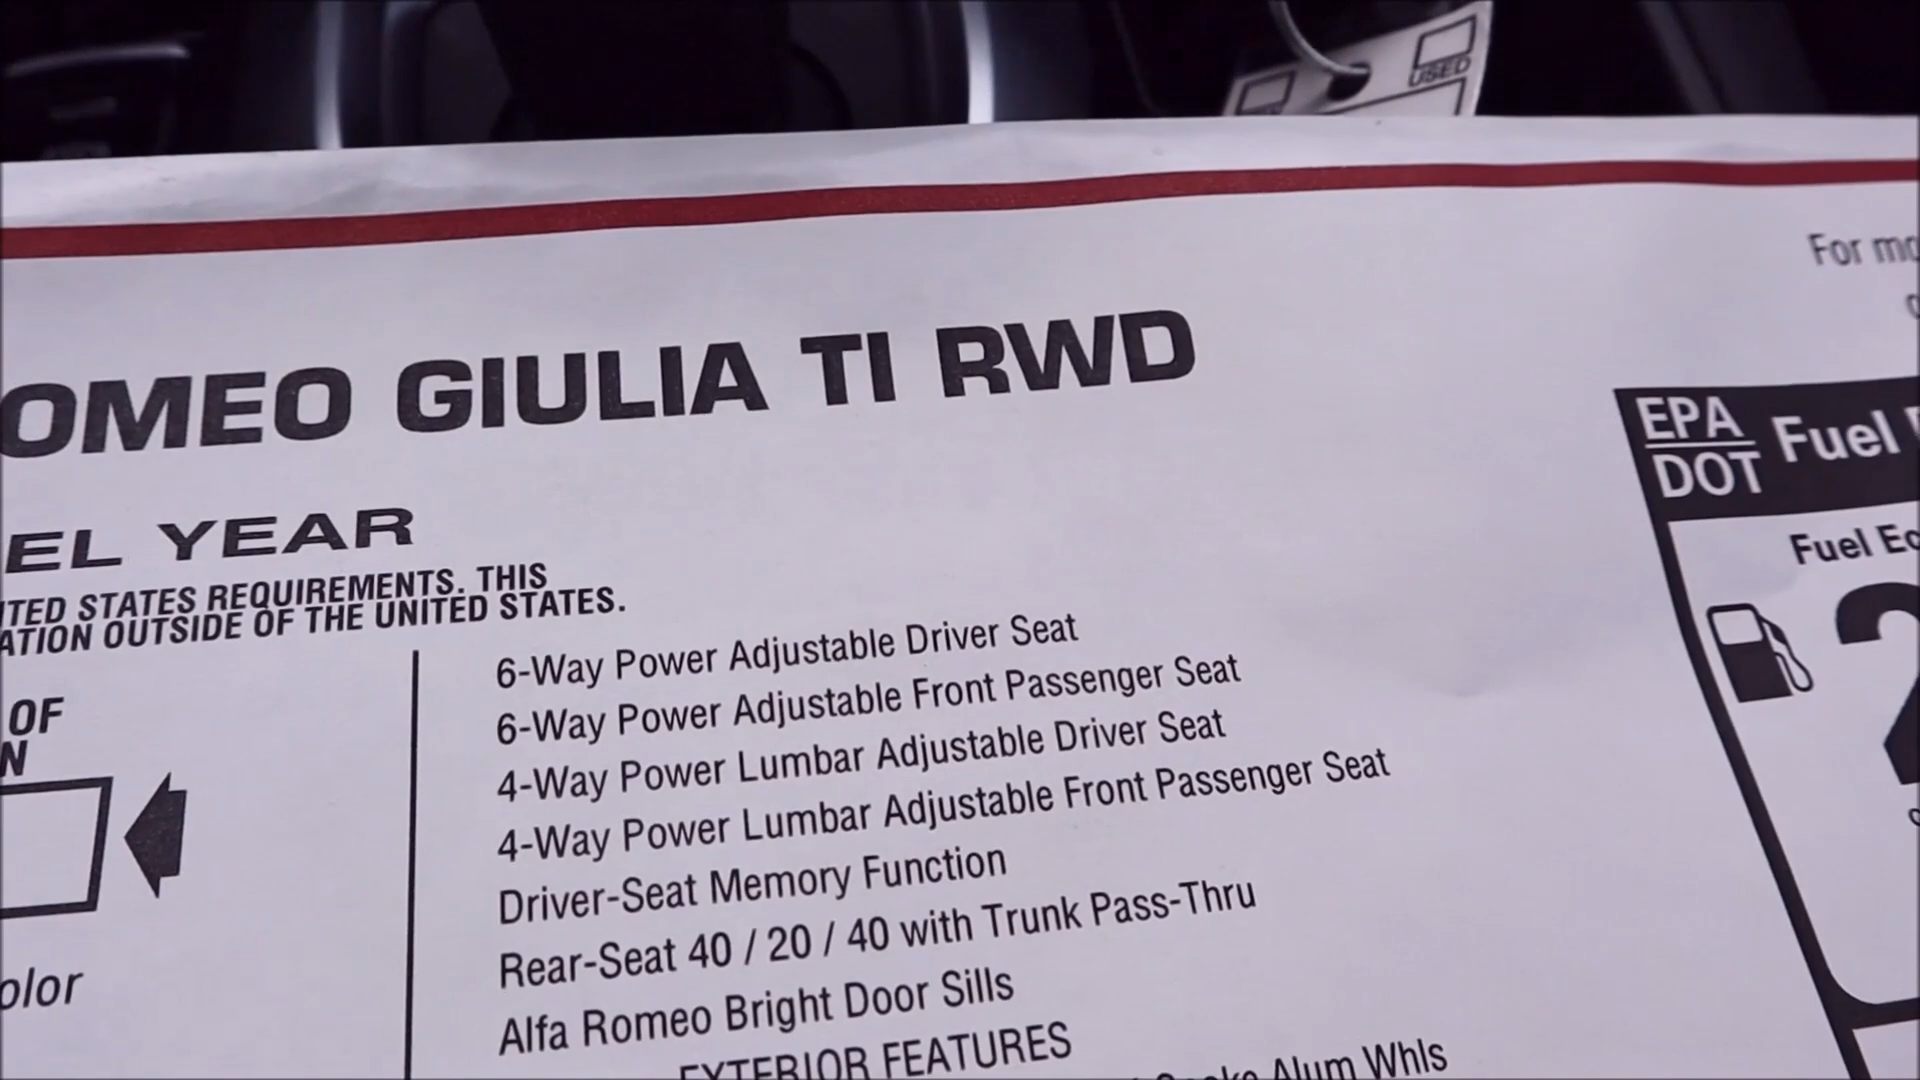 USED
For mo
OMEO GIULIA TI RWD
EPA
DOT
Fuel
EL YEAR
ITED STATES REQUIREMENTS. THIS
ATION OUTSIDE OF THE UNITED STATES.
Fuel Ec
6-Way Power Adjustable Driver Seat
6-Way Power Adjustable Front Passenger Seat
4-Way Power Lumbar Adjustable Driver Seat
4-Way Power Lumbar Adjustable Front Passenger Seat
Driver-Seat Memory Function
Rear-Seat 40 / 20 / 40 with Trunk Pass-Thru
Alfa Romeo Bright Door Sills
EXTERIOR FEATURES
Alum Whls
OF
N
olor